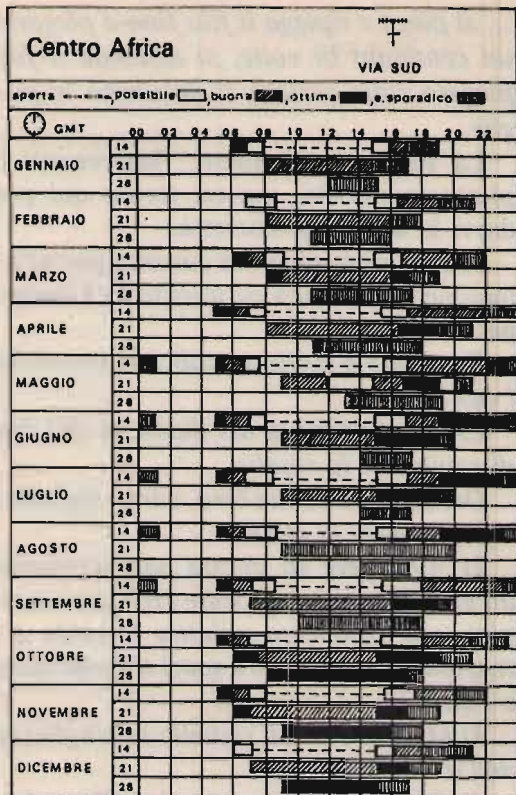 Centro Africa
VIA SUD
aperta - - -, possibile , buona , ottima , e.sporadico
GMT 00 02 04 06 08 10 12 14 16 18 20 22
14
GENNAIO 21
28
14
FEBBRAIO 21
28
14
MARZO 21
28
14
APRILE 21
28
14
MAGGIO 21
28
14
GIUGNO 21
28
14
LUGLIO 21
28
14
AGOSTO 21
28
14
SETTEMBRE 21
28
14
OTTOBRE 21
28
14
NOVEMBRE 21
28
14
DICEMBRE 21
28